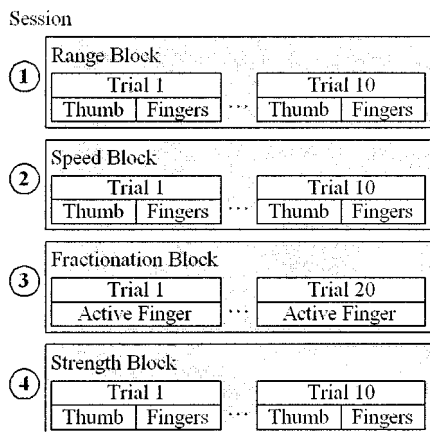 Session
1
Range Block
Trial 1 ... Trial 10
Thumb Fingers Thumb Fingers
2
Speed Block
Trial 1 ... Trial 10
Thumb Fingers Thumb Fingers
3
Fractionation Block
Trial 1 ... Trial 20
Active Finger Active Finger
4
Strength Block
Trial 1 ... Trial 10
Thumb Fingers Thumb Fingers